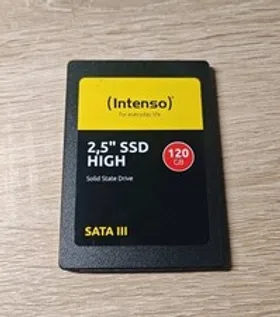 (intenso)
For everyday life
2,5" SSD
HIGH
Solid State Drive
120
GB
SATA III